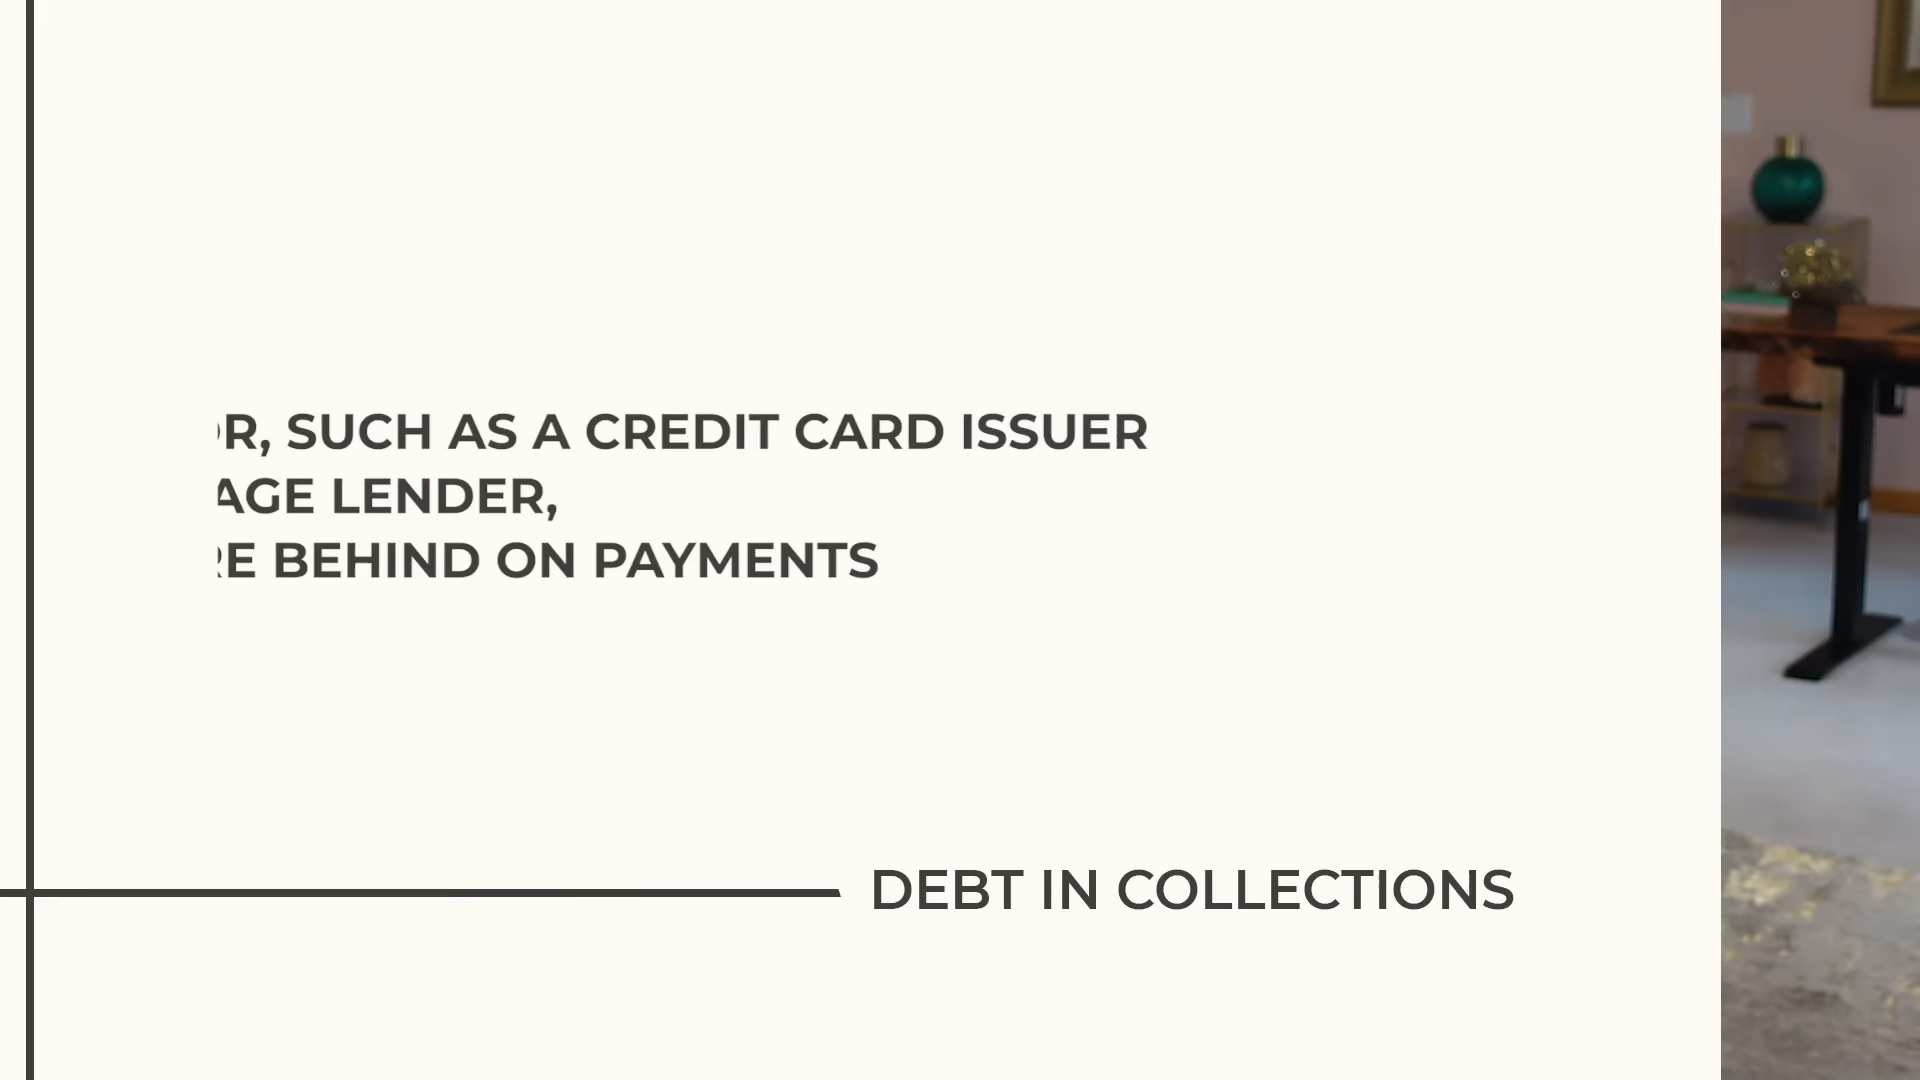 R, SUCH AS A CREDIT CARD ISSUER
AGE LENDER,
E BEHIND ON PAYMENTS
DEBT IN COLLECTIONS